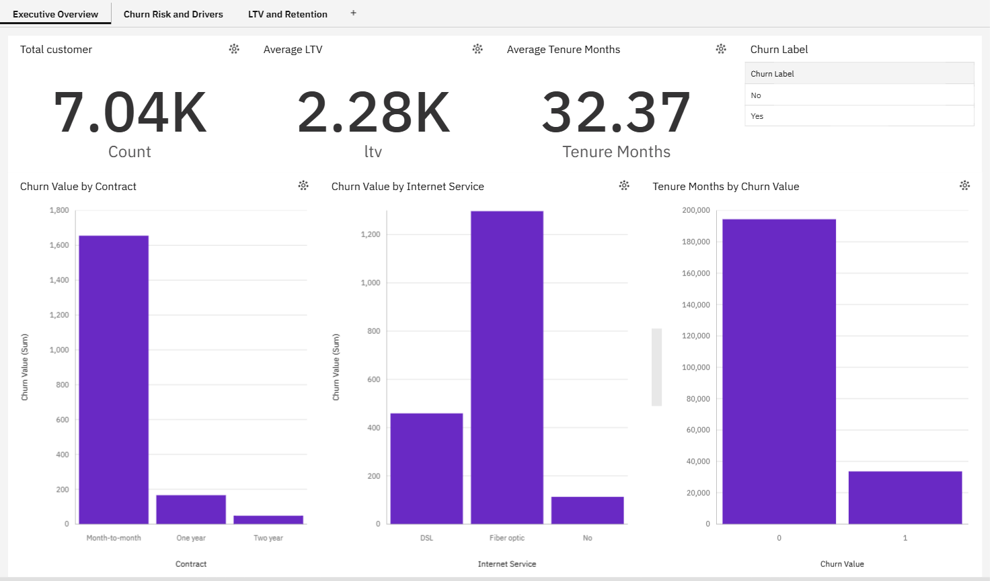 Executive Overview
Churn Risk and Drivers
LTV and Retention
+
Total customer
7.04K
Count
Average LTV
2.28K
ltv
Average Tenure Months
32.37
Tenure Months
Churn Label
Churn Label
No
Yes
Churn Value by Contract
Churn Value (Sum)
1,800
1,600
1,400
1,200
1,000
800
600
400
200
0
Month-to-month
One year
Two year
Contract
Churn Value by Internet Service
Churn Value (Sum)
1,200
1,000
800
600
400
200
0
DSL
Fiber optic
No
Internet Service
Tenure Months by Churn Value
200,000
180,000
160,000
140,000
120,000
100,000
80,000
60,000
40,000
20,000
0
0
1
Churn Value